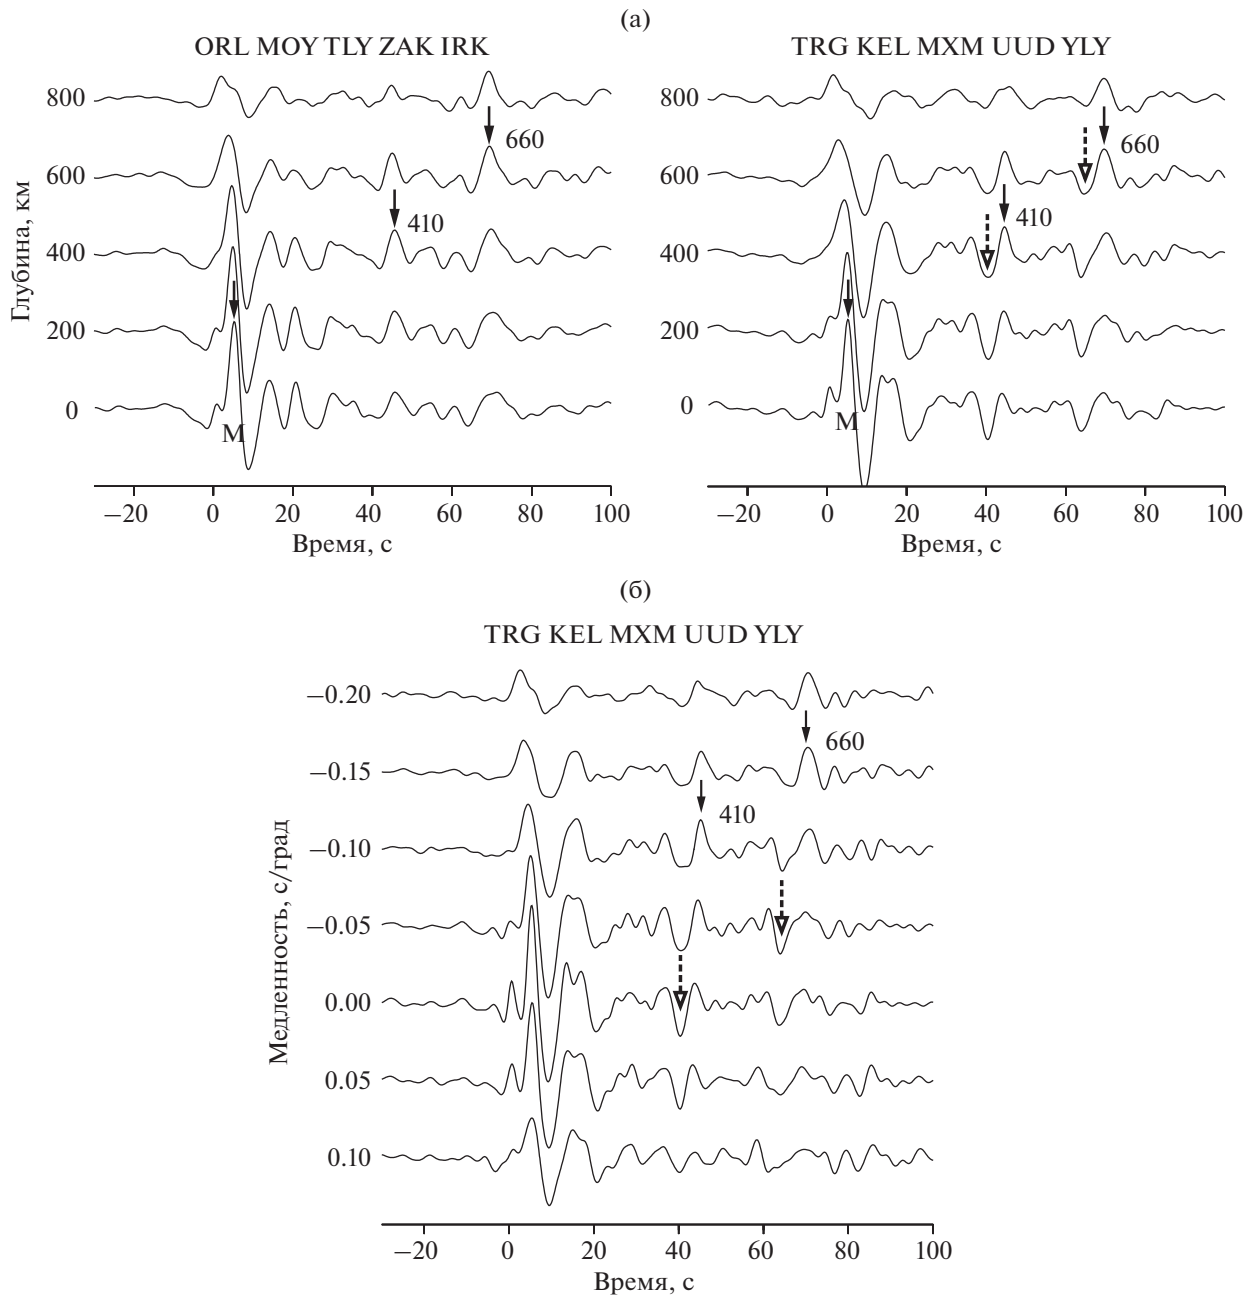 (а)
ORL MOY TLY ZAK IRK
TRG KEL MXM UUD YLY
Глубина, км
800
600
400
200
0
660
410
М
−20 0 20 40 60 80 100
Время, с
800
600
400
200
0
660
410
М
−20 0 20 40 60 80 100
Время, с
(б)
TRG KEL MXM UUD YLY
Медленность, с/град
−0.20
−0.15
−0.10
−0.05
0.00
0.05
0.10
660
410
−20 0 20 40 60 80 100
Время, с